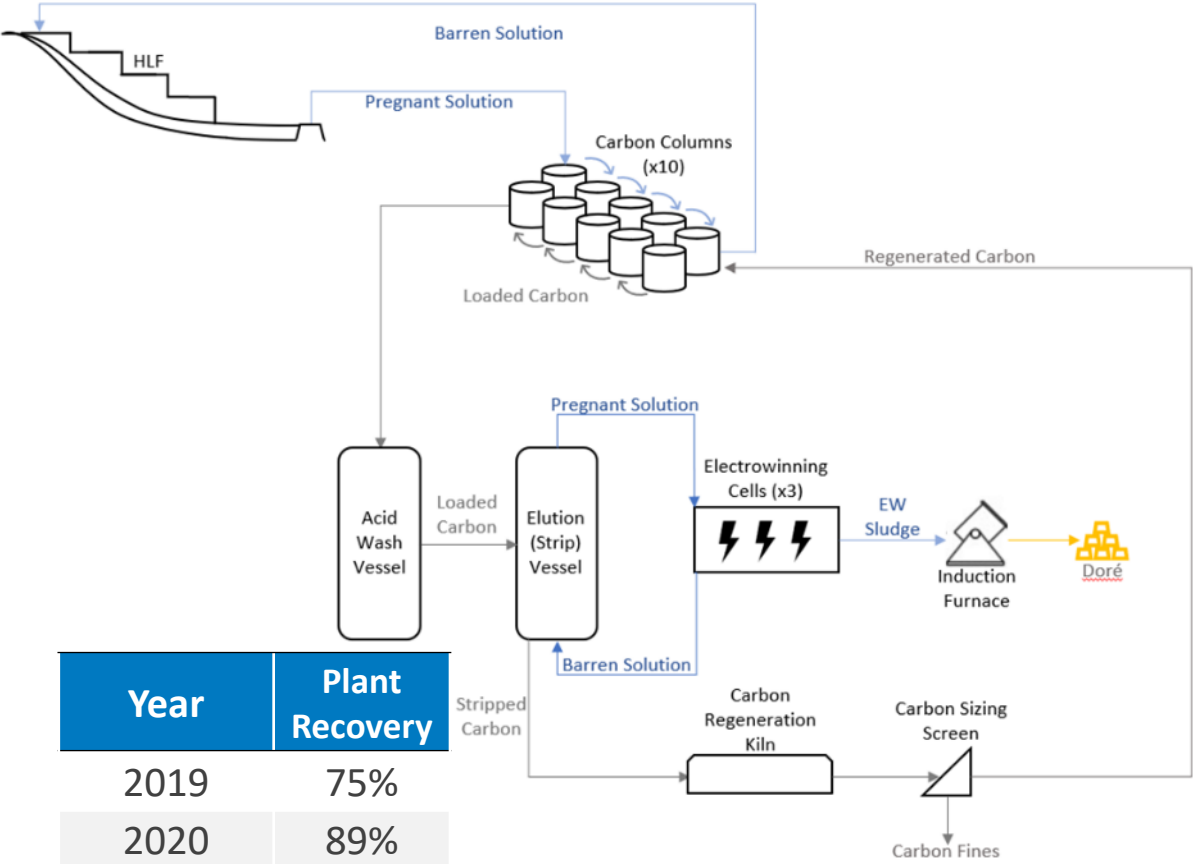 Barren Solution
HLF
Pregnant Solution
Carbon Columns
(x10)
Regenerated Carbon
Loaded Carbon
Pregnant Solution
Electrowinning
Cells (x3)
Acid
Wash
Vessel
Loaded
Carbon
Elution
(Strip)
Vessel
EW
Sludge
Induction
Furnace
Doré
Barren Solution
Stripped
Carbon
Carbon
Regeneration
Kiln
Carbon Sizing
Screen
Carbon Fines
Year
Plant
Recovery
2019 75%
2020 89%